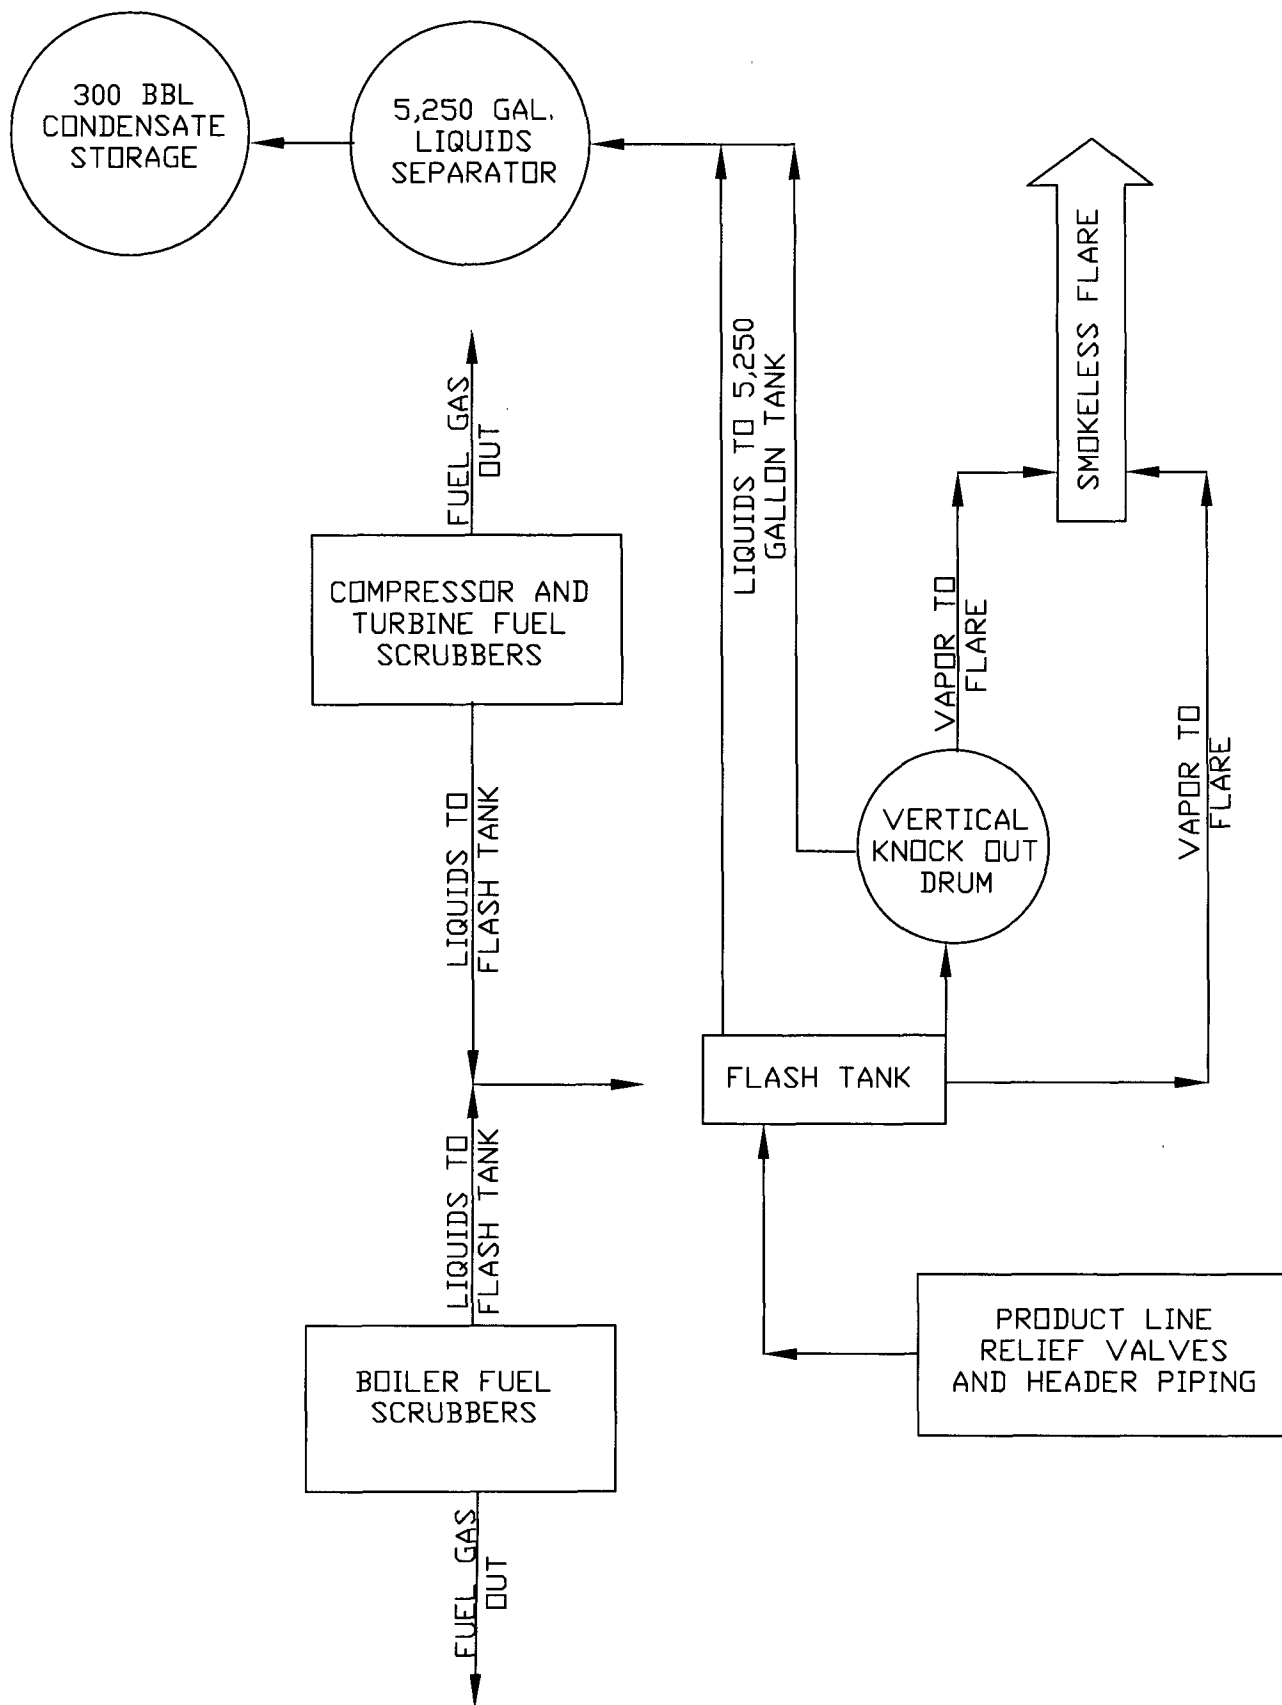 300 BBL
CONDENSATE
STORAGE
5,250 GAL.
LIQUIDS
SEPARATOR
SMOKELESS FLARE
LIQUIDS TO 5,250
GALLON TANK
FUEL GAS
OUT
COMPRESSOR AND
TURBINE FUEL
SCRUBBERS
VAPOR TO
FLARE
VAPOR TO
FLARE
VERTICAL
KNOCK OUT
DRUM
LIQUIDS TO
FLASH TANK
FLASH TANK
LIQUIDS TO
FLASH TANK
PRODUCT LINE
RELIEF VALVES
AND HEADER PIPING
BOILER FUEL
SCRUBBERS
FUEL GAS
OUT